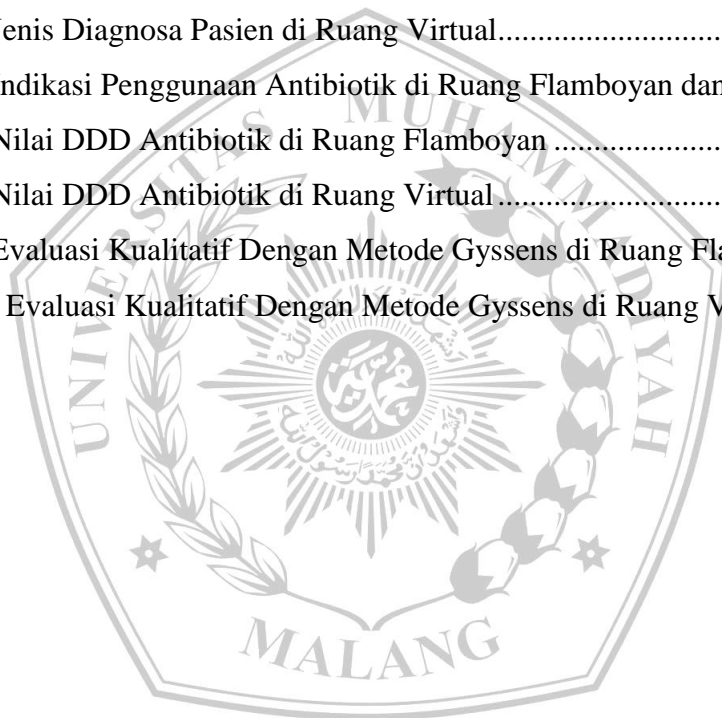 Jenis Diagnosa Pasien di Ruang Virtual............................
Indikasi Penggunaan Antibiotik di Ruang Flamboyan dan
Nilai DDD Antibiotik di Ruang Flamboyan .....................
Nilai DDD Antibiotik di Ruang Virtual ............................
Evaluasi Kualitatif Dengan Metode Gyssens di Ruang Fla
Evaluasi Kualitatif Dengan Metode Gyssens di Ruang V
UNIVERSITAS MUHAMMADIYAH
MALANG